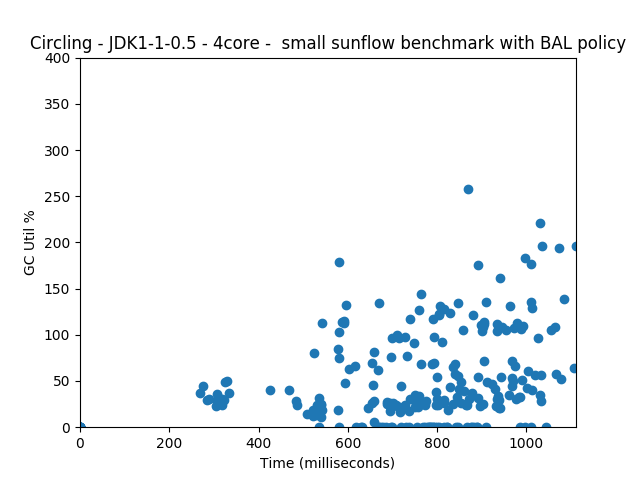 Circling - JDK1-1-0.5 - 4core -  small sunflow benchmark with BAL policy
400
350
300
250
200
150
100
50
0
GC Util %
0 200 400 600 800 1000
Time (milliseconds)